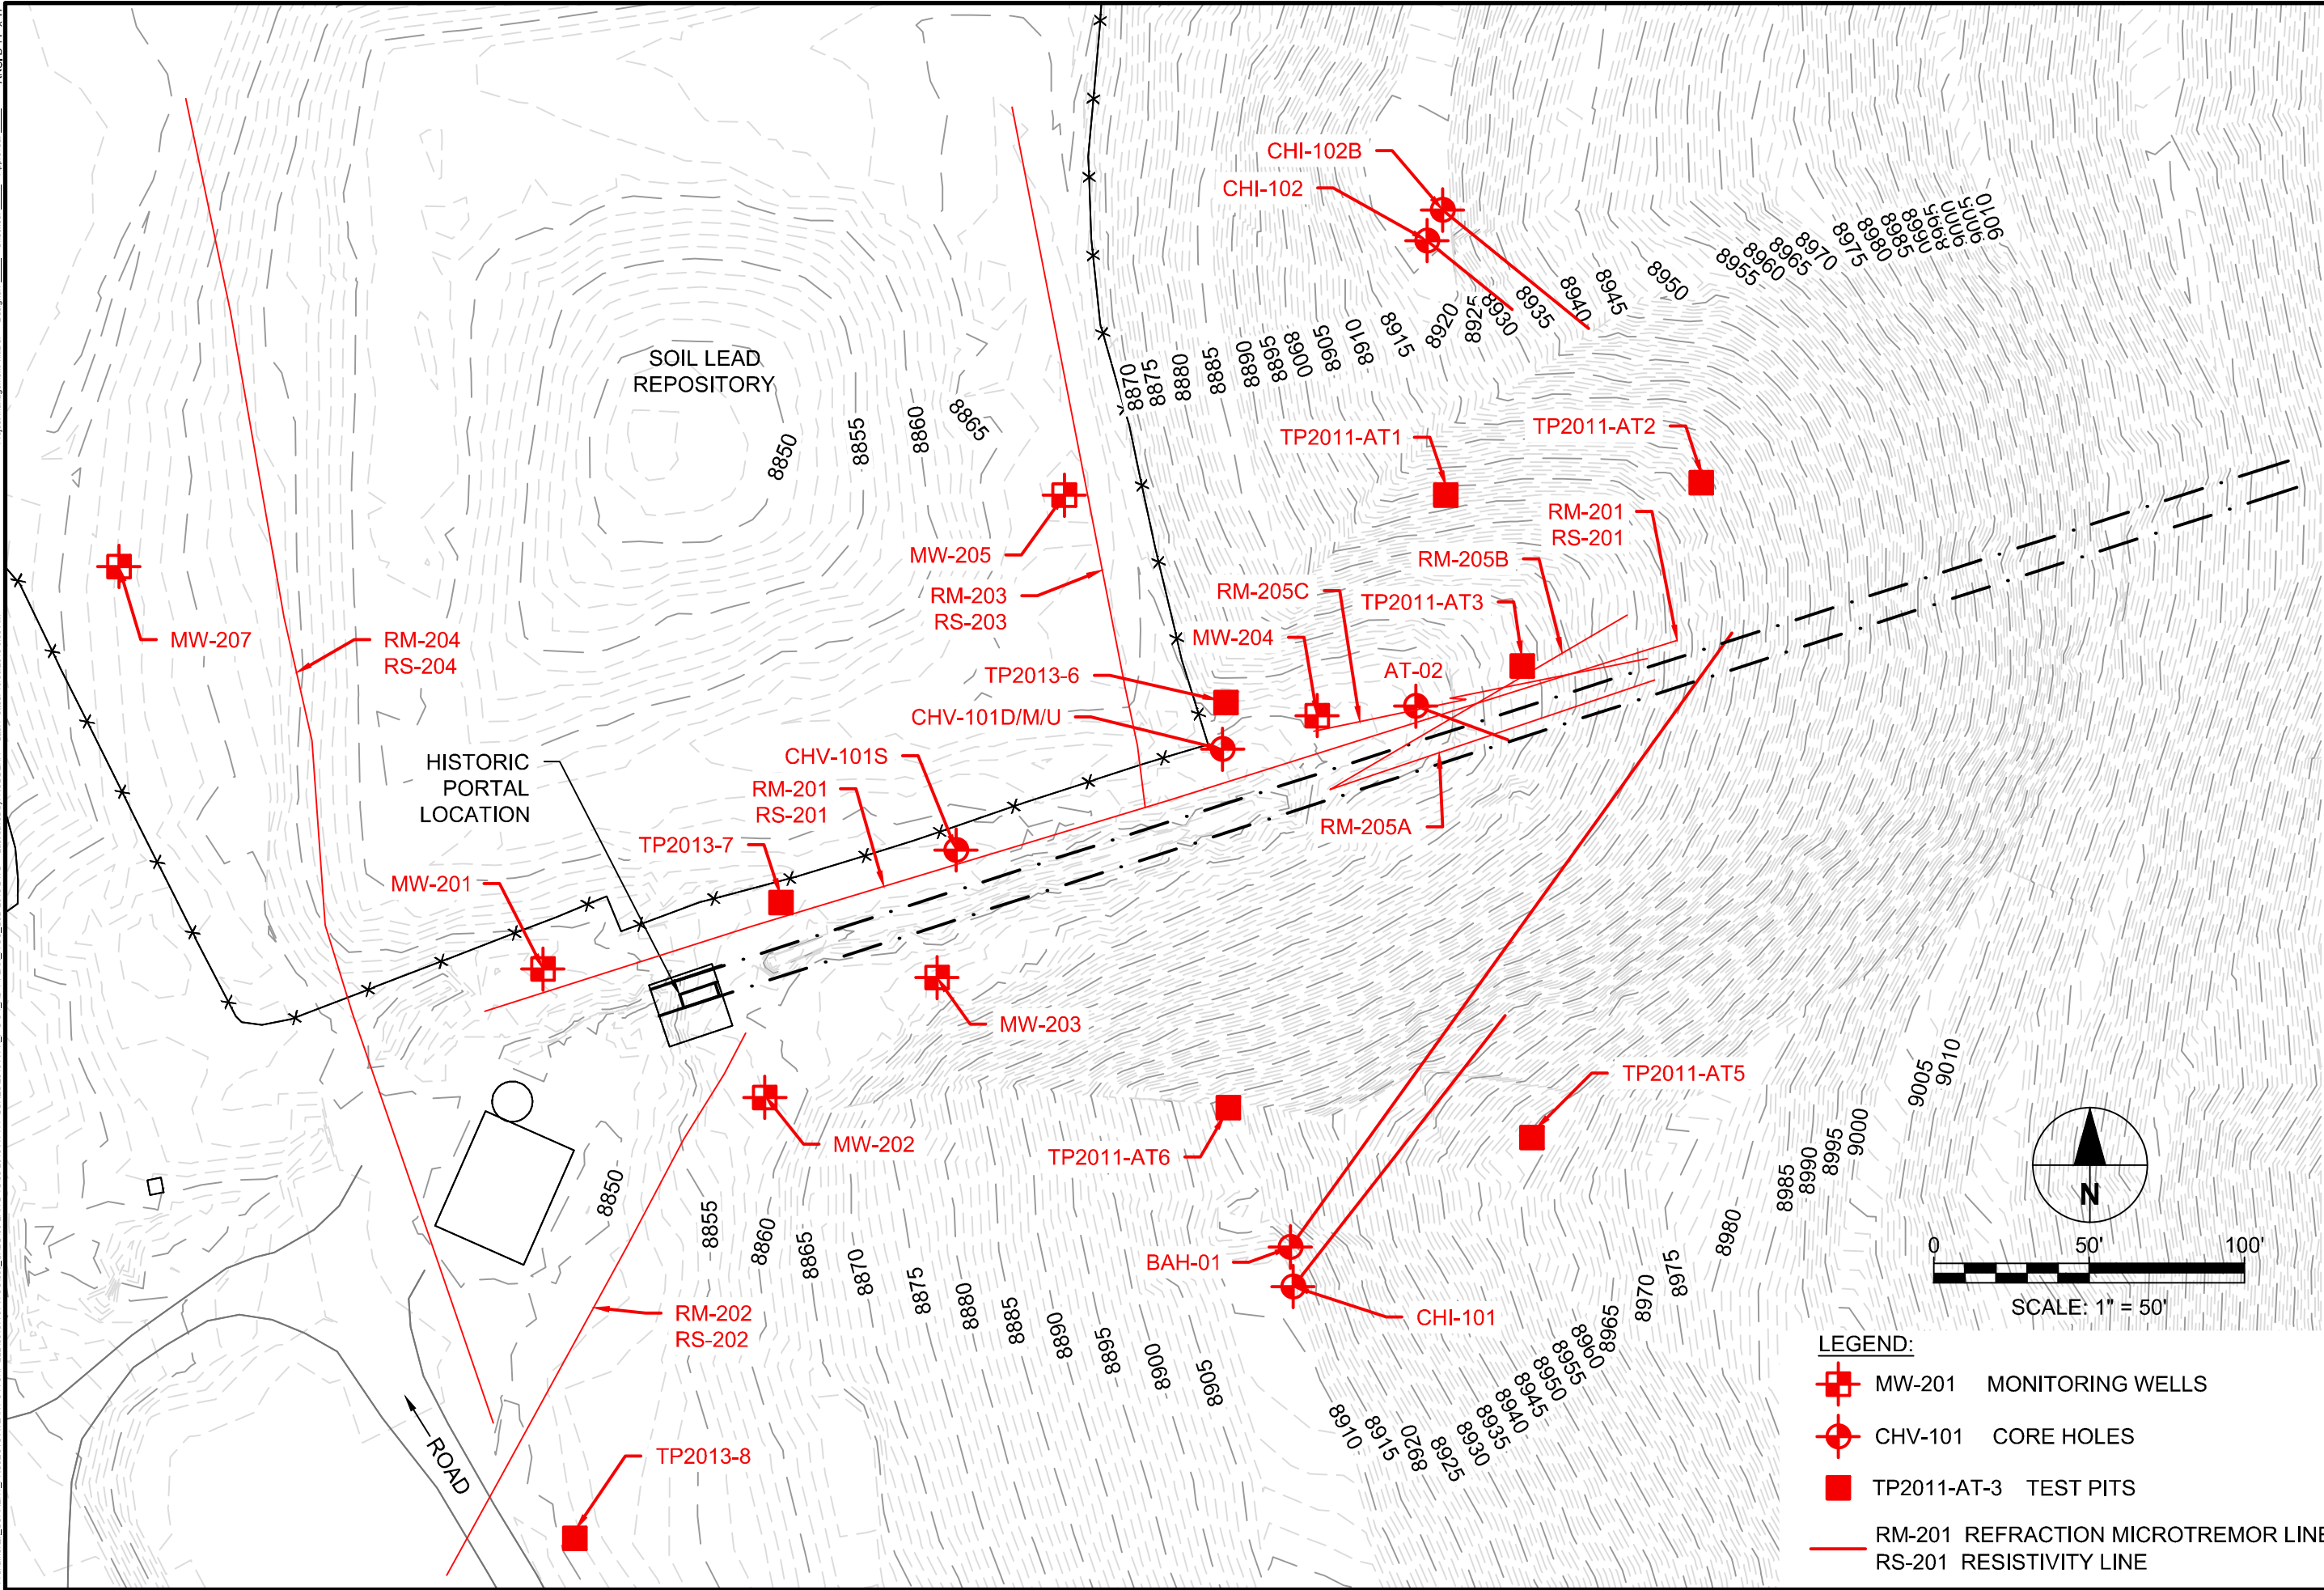 CHI-102B
CHI-102
SOIL LEAD
REPOSITORY
8850
8855
8860
8865
8870
8875
8880
8885
8890
8895
8900
8905
8910
8915
8920
8925
8930
8935
8940
8945
8950
8955
8960
8965
8970
8975
8980
8985
8990
8995
9000
9005
9010
TP2011-AT1
TP2011-AT2
RM-201
RS-201
MW-205
RM-205B
RM-203
RS-203
RM-205C
TP2011-AT3
MW-207
RM-204
RS-204
MW-204
TP2013-6
AT-02
CHV-101D/M/U
HISTORIC
PORTAL
LOCATION
CHV-101S
RM-201
RS-201
RM-205A
TP2013-7
MW-201
MW-203
TP2011-AT5
MW-202
TP2011-AT6
BAH-01
CHI-101
RM-202
RS-202
8850
8855
8860
8865
8870
8875
8880
8885
8890
8895
8900
8905
8910
8915
8920
8925
8930
8935
8940
8945
8950
8955
8960
8965
8970
8975
8980
8985
8990
8995
9000
9005
9010
ROAD
TP2013-8
N
0 50' 100'
SCALE: 1" = 50'
LEGEND:
MW-201 MONITORING WELLS
CHV-101 CORE HOLES
TP2011-AT-3 TEST PITS
RM-201 REFRACTION MICROTREMOR LINE
RS-201 RESISTIVITY LINE